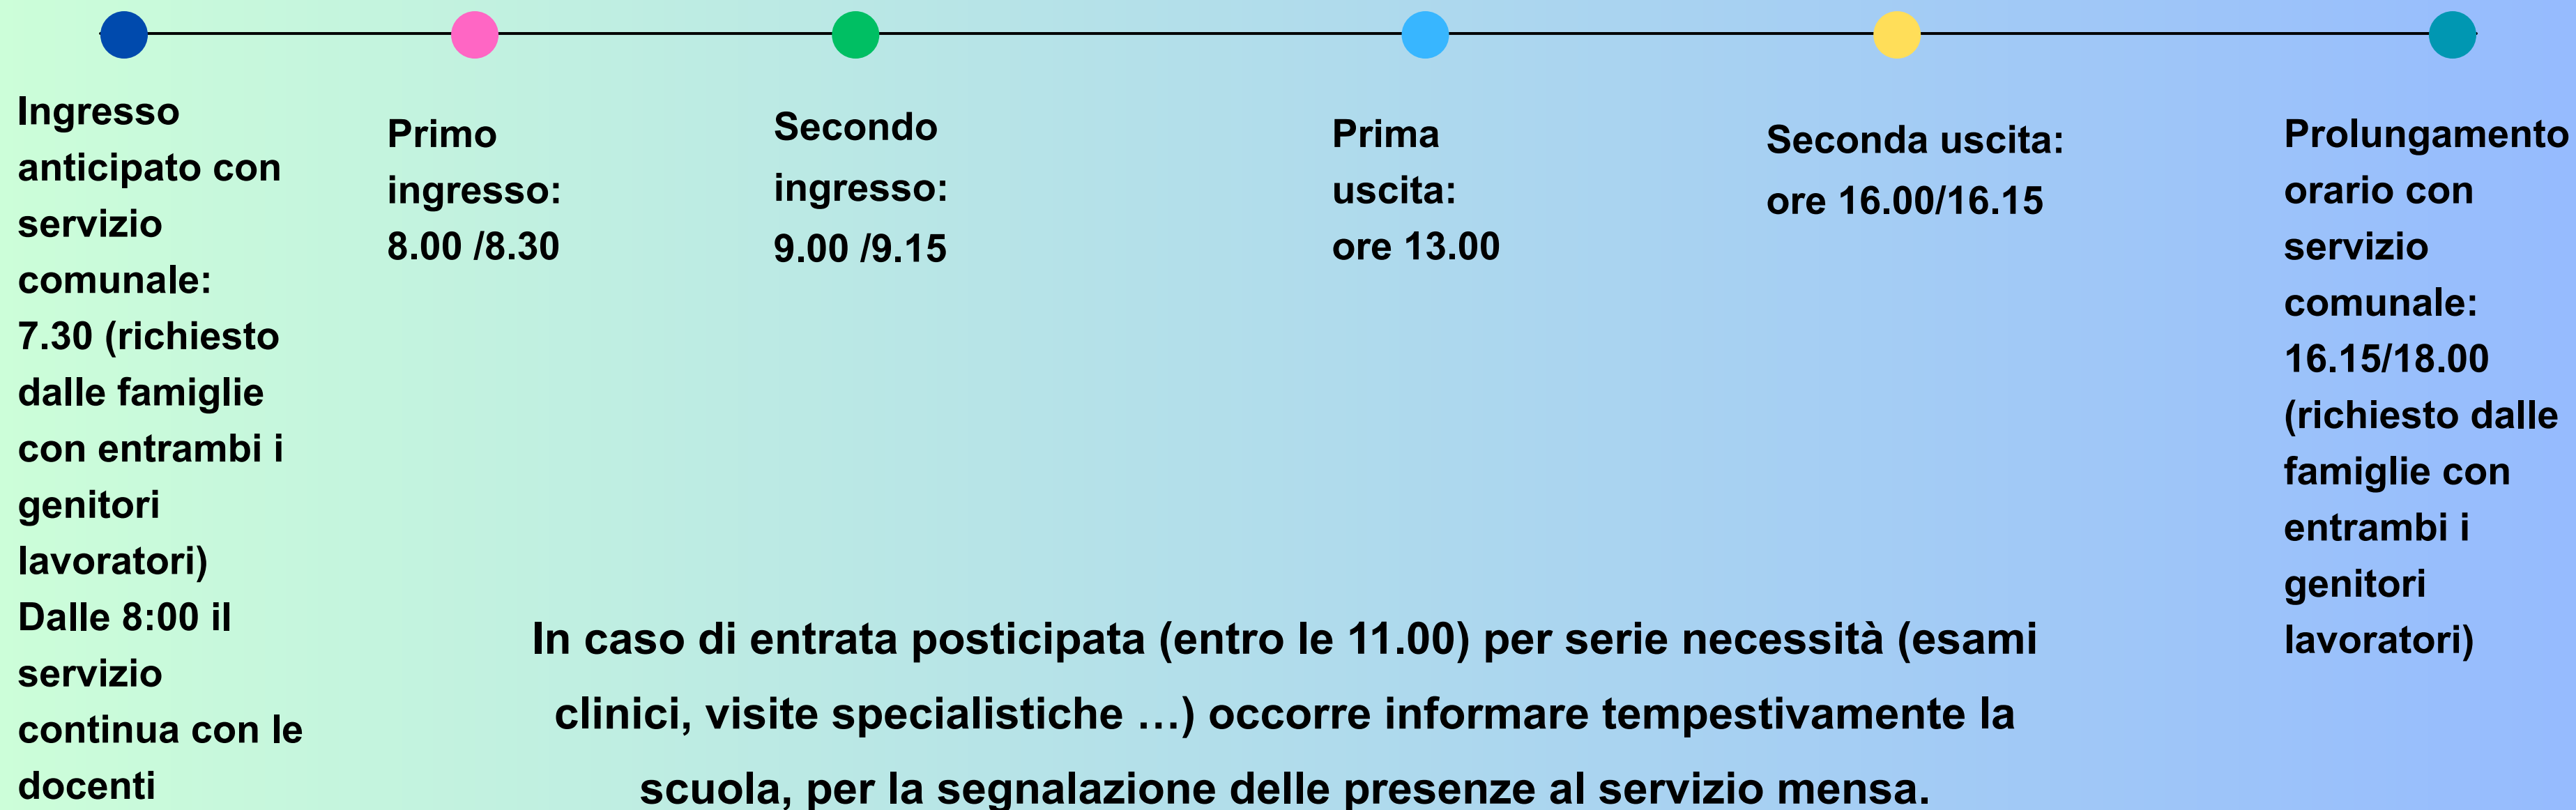 Ingresso
anticipato con
servizio
comunale:
7.30 (richiesto
dalle famiglie
con entrambi i
genitori
lavoratori)
Dalle 8:00 il
servizio
continua con le
docenti
Primo
ingresso:
8.00 /8.30
Secondo
ingresso:
9.00 /9.15
Prima
uscita:
ore 13.00
Seconda uscita:
ore 16.00/16.15
Prolungamento
orario con
servizio
comunale:
16.15/18.00
(richiesto dalle
famiglie con
entrambi i
genitori
lavoratori)
In caso di entrata posticipata (entro le 11.00) per serie necessità (esami
clinici, visite specialistiche …) occorre informare tempestivamente la
scuola, per la segnalazione delle presenze al servizio mensa.